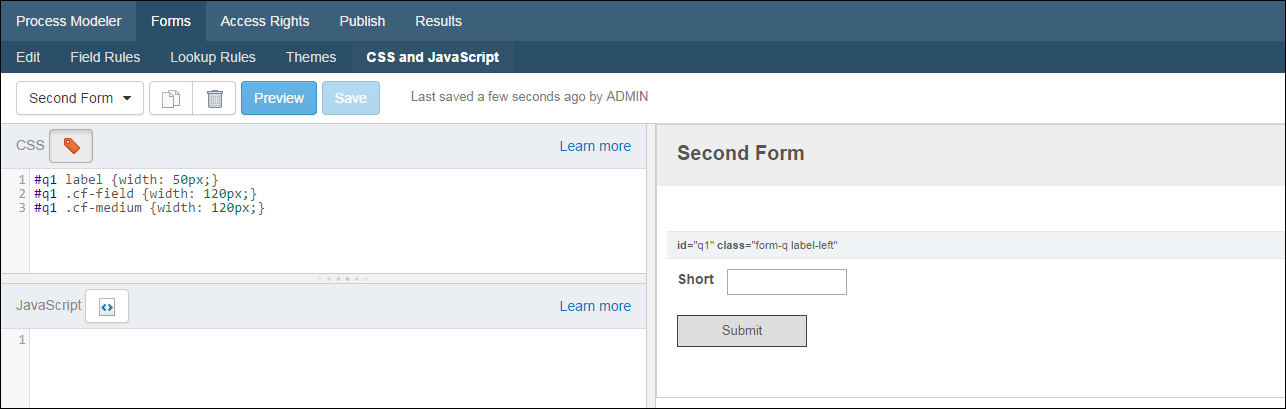 Process Modeler Forms Access Rights Publish Results
Edit Field Rules Lookup Rules Themes CSS and JavaScript
Second Form Preview Save Last saved a few seconds ago by ADMIN
CSS Learn more
1 #q1 label {width: 50px;}
2 #q1 .cf-field {width: 120px;}
3 #q1 .cf-medium {width: 120px;}
JavaScript Learn more
1
Second Form
id="q1" class="form-q label-left"
Short
Submit